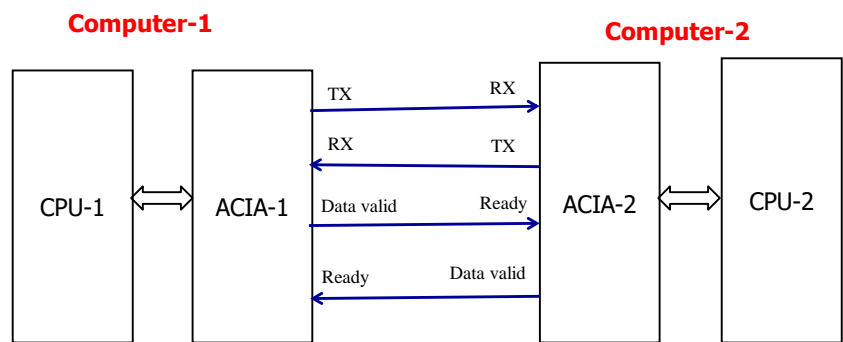 Computer-1
Computer-2
TX
RX
RX
TX
CPU-1
ACIA-1
Data valid
Ready
ACIA-2
CPU-2
Ready
Data valid